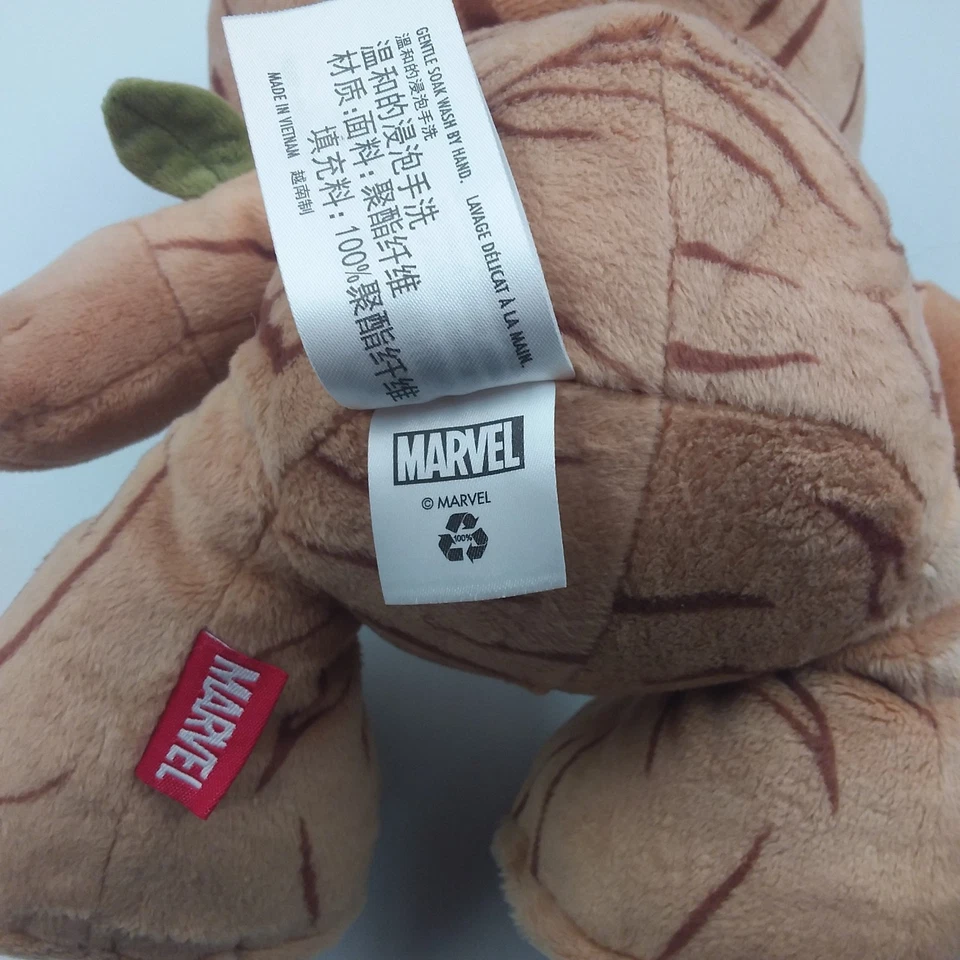 GENTLE SOAK WASH BY HAND. LAVAGE DÉLICAT À LA MAIN.
溫和的浸泡手洗
温和的浸泡手洗
材质:面料:聚酯纤维
填充料:100%聚酯纤维
MADE IN VIETNAM 越南制
MARVEL
© MARVEL
100%
MARVEL